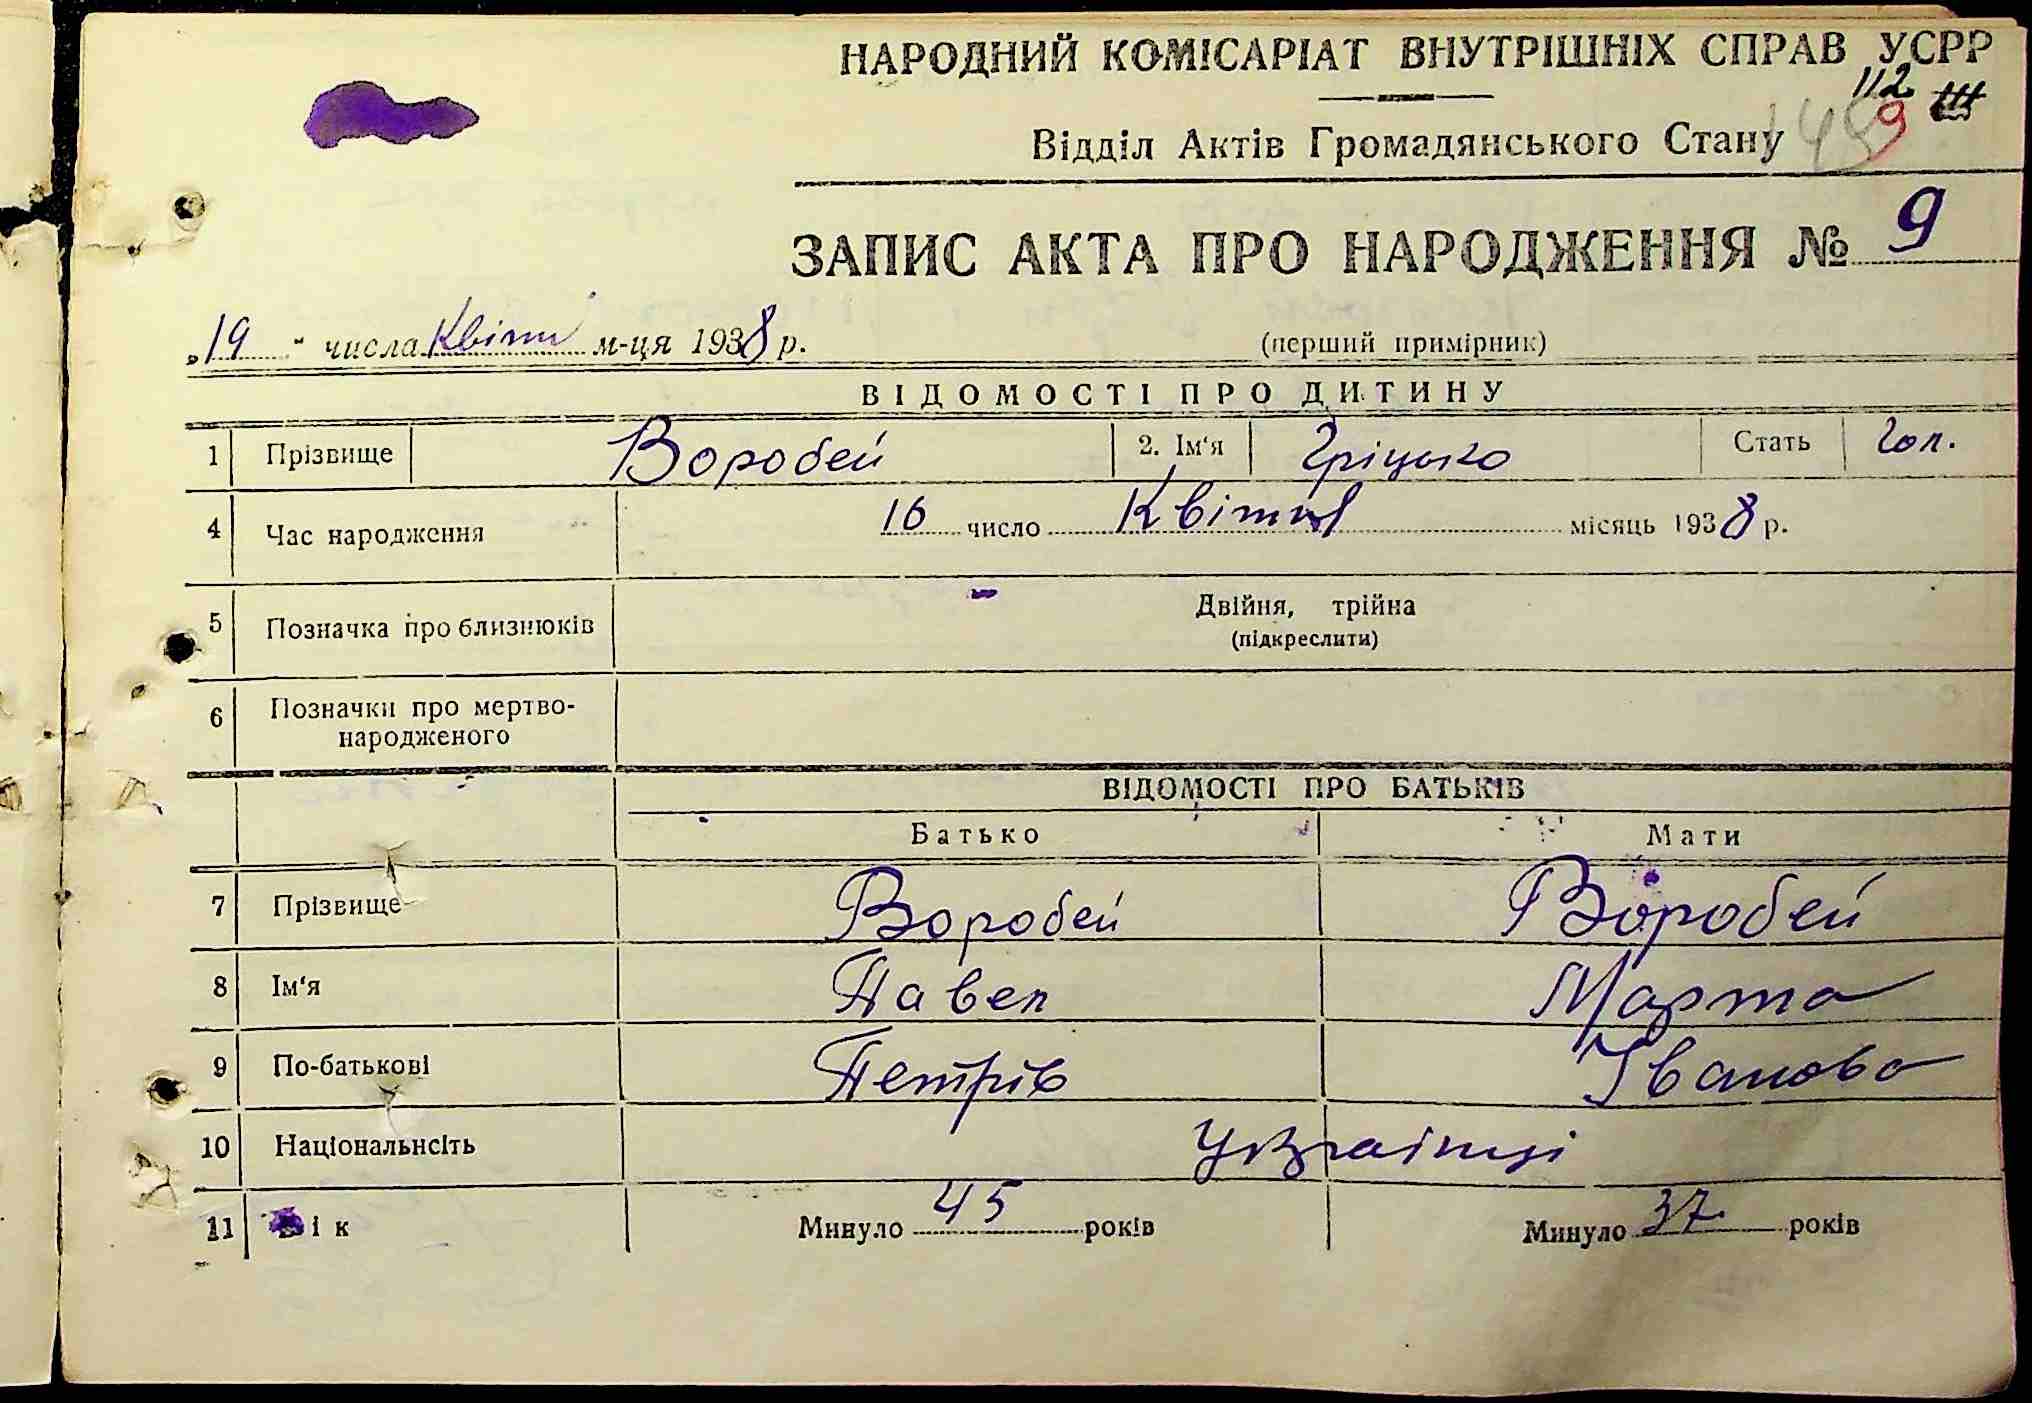 НАРОДНИЙ КОМІСАРІАТ ВНУТРІШНІХ СПРАВ УСРР
112
Відділ Актів Громадянського Стану
9
ЗАПИС АКТА ПРО НАРОДЖЕННЯ № 9
„19" числа Квітн м-ця 1938 р. (перший примірник)
ВІДОМОСТІ ПРО ДИТИНУ
1 Прізвище Воробей 2. Ім'я Гріцько Стать Чол.
4 Час народження 16 число Квітня місяць 1938 р.
5 Позначка про близнюків - Двійня, трійна
(підкреслити)
6 Позначки про мертво-
народженого
ВІДОМОСТІ ПРО БАТЬКІВ
Батько Мати
7 Прізвище Воробей Воробей
8 Ім'я Павел Марта
9 По-батькові Петрів Іванова
10 Національнсіть Українці
11 Вік Минуло 45 років Минуло 37 років